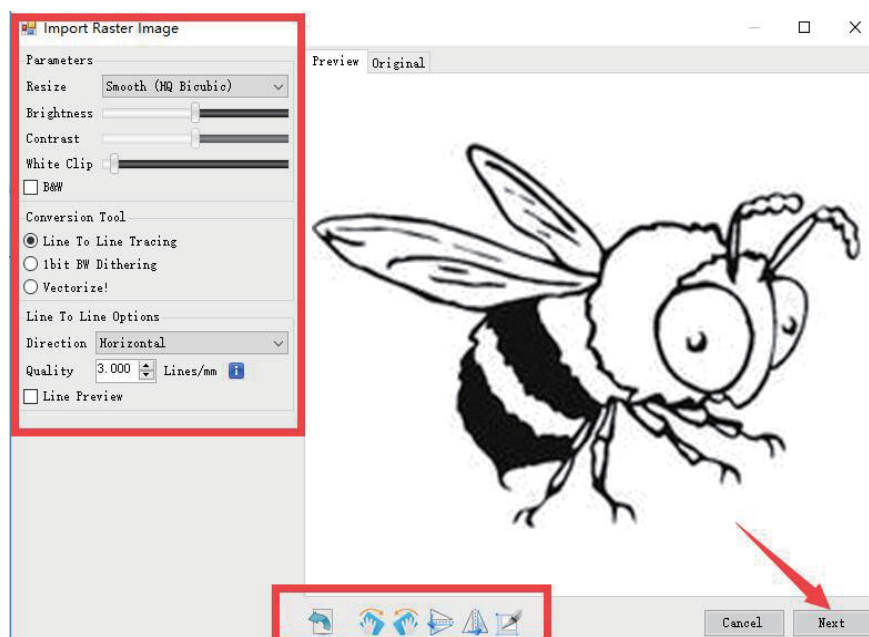 Import Raster Image
Parameters
Resize Smooth (HQ Bicubic)
Brightness
Contrast
White Clip
B&W
Conversion Tool
Line To Line Tracing
1bit BW Dithering
Vectorize!
Line To Line Options
Direction Horizontal
Quality 3.000 Lines/mm
Line Preview
Preview Original
Cancel Next